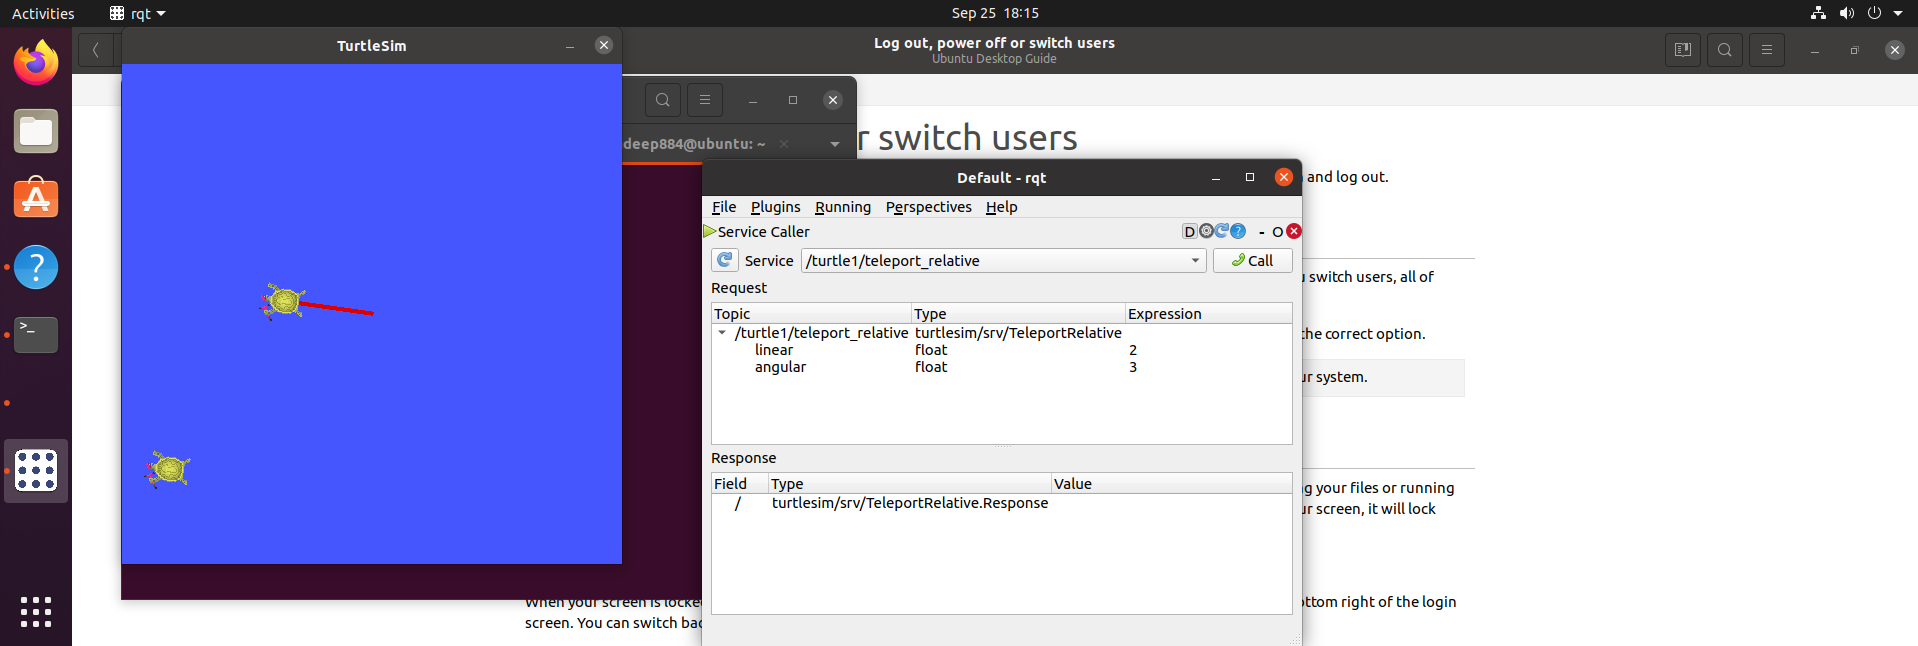 Activities
rqt
Sep 25 18:15
TurtleSim
Log out, power off or switch users
Ubuntu Desktop Guide
deep884@ubuntu: ~
r switch users
Default - rqt
and log out.
File Plugins Running Perspectives Help
Service Caller
D
- O
Service /turtle1/teleport_relative
Call
switch users, all of
Request
Topic Type Expression
/turtle1/teleport_relative turtlesim/srv/TeleportRelative
he correct option.
linear float 2
angular float 3
ur system.
Response
Field Type Value
g your files or running
/ turtlesim/srv/TeleportRelative.Response
ur screen, it will lock
When your screen is locke
ttom right of the login
screen. You can switch bac